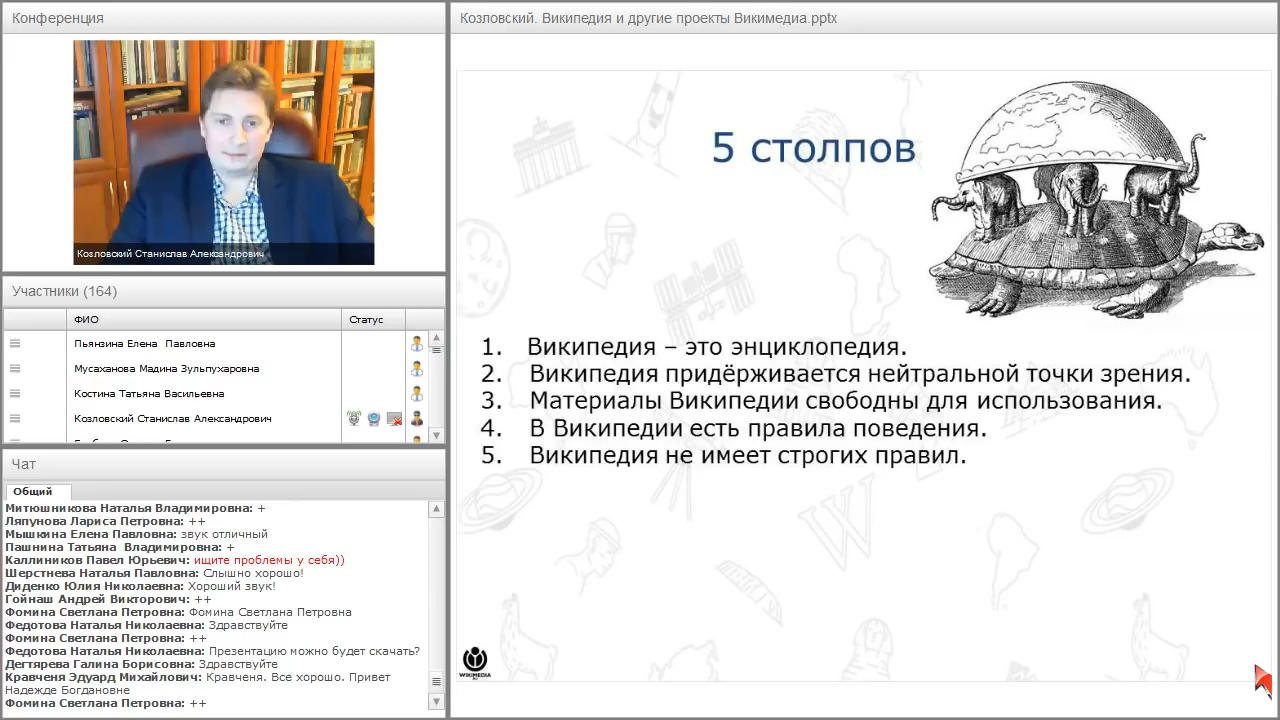 Конференция
Козловский Станислав Александрович
Участники (164)
ФИО
Статус
Пьянзина Елена Павловна
Мусаханова Мадина Зульпухаровна
Костина Татьяна Васильевна
Козловский Станислав Александрович
Чат
Общий
Митюшникова Наталья Владимировна: +
Ляпунова Лариса Петровна: ++
Мышкина Елена Павловна: звук отличный
Пашнина Татьяна Владимировна: +
Каллиников Павел Юрьевич: ищите проблемы у себя))
Шерстнева Наталья Павловна: Слышно хорошо!
Диденко Юлия Николаевна: Хороший звук!
Гойнаш Андрей Викторович: ++
Фомина Светлана Петровна: Фомина Светлана Петровна
Федотова Наталья Николаевна: Здравствуйте
Фомина Светлана Петровна: ++
Федотова Наталья Николаевна: Презентацию можно будет скачать?
Дегтярева Галина Борисовна: Здравствуйте
Кравченя Эдуард Михайлович: Кравченя. Все хорошо. Привет
Надежде Богдановне
Фомина Светлана Петровна: ++
Козловский. Википедия и другие проекты Викимедиа.pptx
5 столпов
1. Википедия – это энциклопедия.
2. Википедия придёрживается нейтральной точки зрения.
3. Материалы Википедии свободны для использования.
4. В Википедии есть правила поведения.
5. Википедия не имеет строгих правил.
WIKIMEDIA